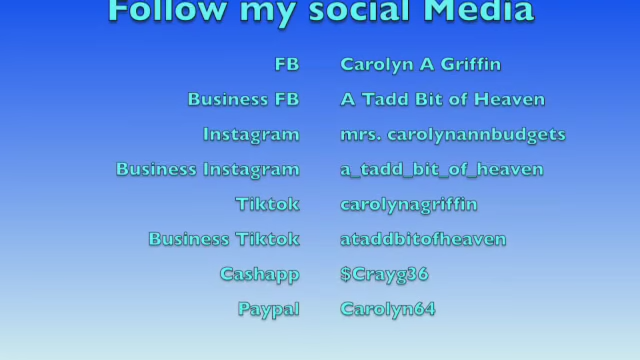 Follow my social Media
FB Carolyn A Griffin
Business FB A Tadd Bit of Heaven
Instagram mrs. carolynannbudgets
Business Instagram a_tadd_bit_of_heaven
Tiktok carolynagriffin
Business Tiktok ataddbitofheaven
Cashapp $Crayg36
Paypal Carolyn64